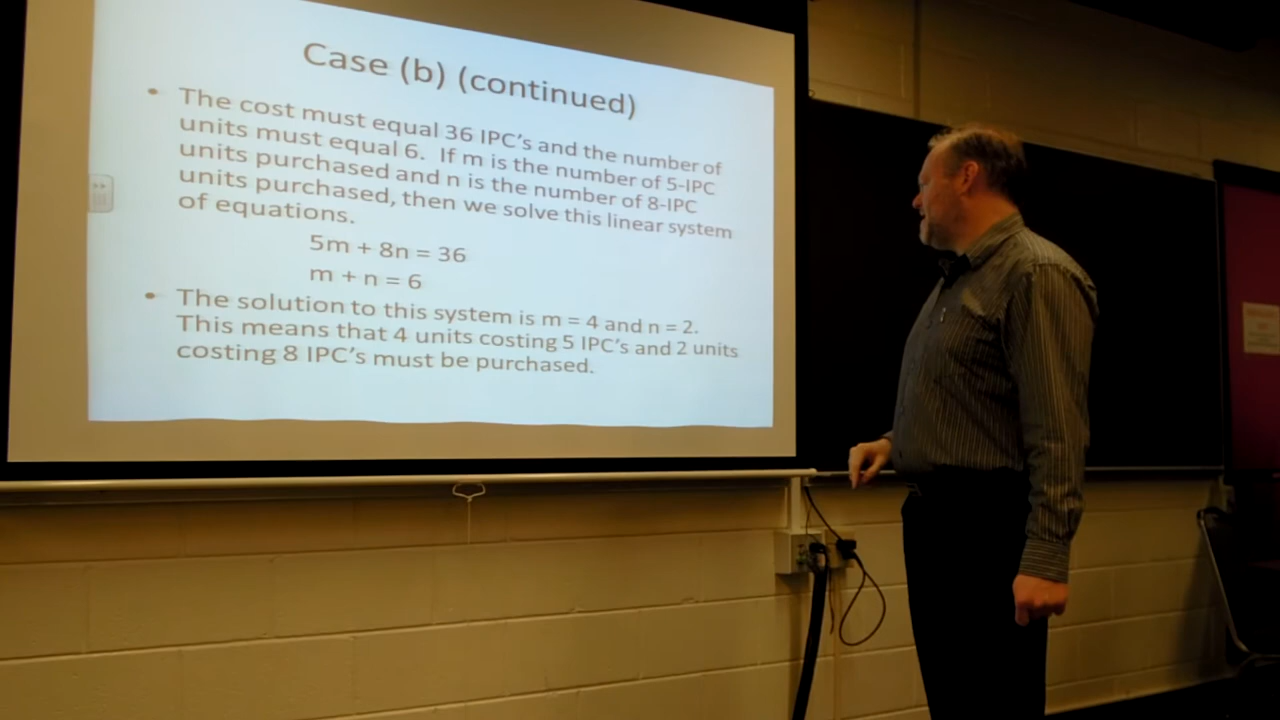 Case (b) (continued)
• The cost must equal 36 IPC's and the number of
units must equal 6. If m is the number of 5-IPC
units purchased and n is the number of 8-IPC
units purchased, then we solve this linear system
of equations.
5m + 8n = 36
m + n = 6
• The solution to this system is m = 4 and n = 2.
This means that 4 units costing 5 IPC's and 2 units
costing 8 IPC's must be purchased.